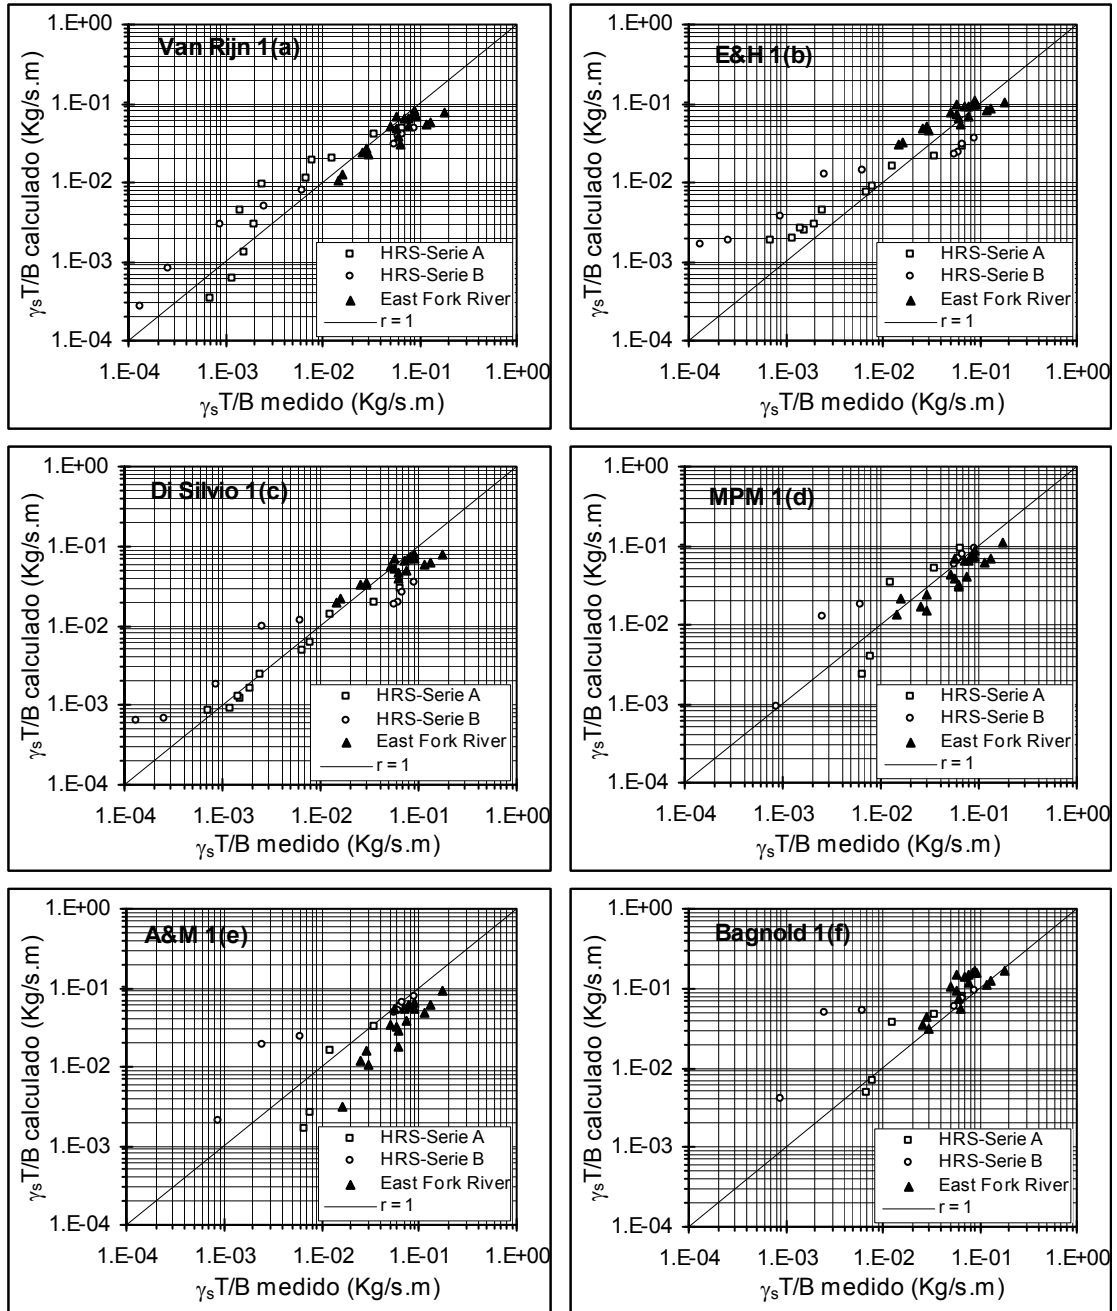 Van Rijn 1(a)
γsT/B calculado (Kg/s.m)
1.E+00
1.E-01
1.E-02
1.E-03
1.E-04
HRS-Serie A
HRS-Serie B
East Fork River
r = 1
1.E-04 1.E-03 1.E-02 1.E-01 1.E+00
γsT/B medido (Kg/s.m)
E&H 1(b)
γsT/B calculado (Kg/s.m)
1.E+00
1.E-01
1.E-02
1.E-03
1.E-04
HRS-Serie A
HRS-Serie B
East Fork River
r = 1
1.E-04 1.E-03 1.E-02 1.E-01 1.E+00
γsT/B medido (Kg/s.m)
Di Silvio 1(c)
γsT/B calculado (Kg/s.m)
1.E+00
1.E-01
1.E-02
1.E-03
1.E-04
HRS-Serie A
HRS-Serie B
East Fork River
r = 1
1.E-04 1.E-03 1.E-02 1.E-01 1.E+00
γsT/B medido (Kg/s.m)
MPM 1(d)
γsT/B calculado (Kg/s.m)
1.E+00
1.E-01
1.E-02
1.E-03
1.E-04
HRS-Serie A
HRS-Serie B
East Fork River
r = 1
1.E-04 1.E-03 1.E-02 1.E-01 1.E+00
γsT/B medido (Kg/s.m)
A&M 1(e)
γsT/B calculado (Kg/s.m)
1.E+00
1.E-01
1.E-02
1.E-03
1.E-04
HRS-Serie A
HRS-Serie B
East Fork River
r = 1
1.E-04 1.E-03 1.E-02 1.E-01 1.E+00
γsT/B medido (Kg/s.m)
Bagnold 1(f)
γsT/B calculado (Kg/s.m)
1.E+00
1.E-01
1.E-02
1.E-03
1.E-04
HRS-Serie A
HRS-Serie B
East Fork River
r = 1
1.E-04 1.E-03 1.E-02 1.E-01 1.E+00
γsT/B medido (Kg/s.m)